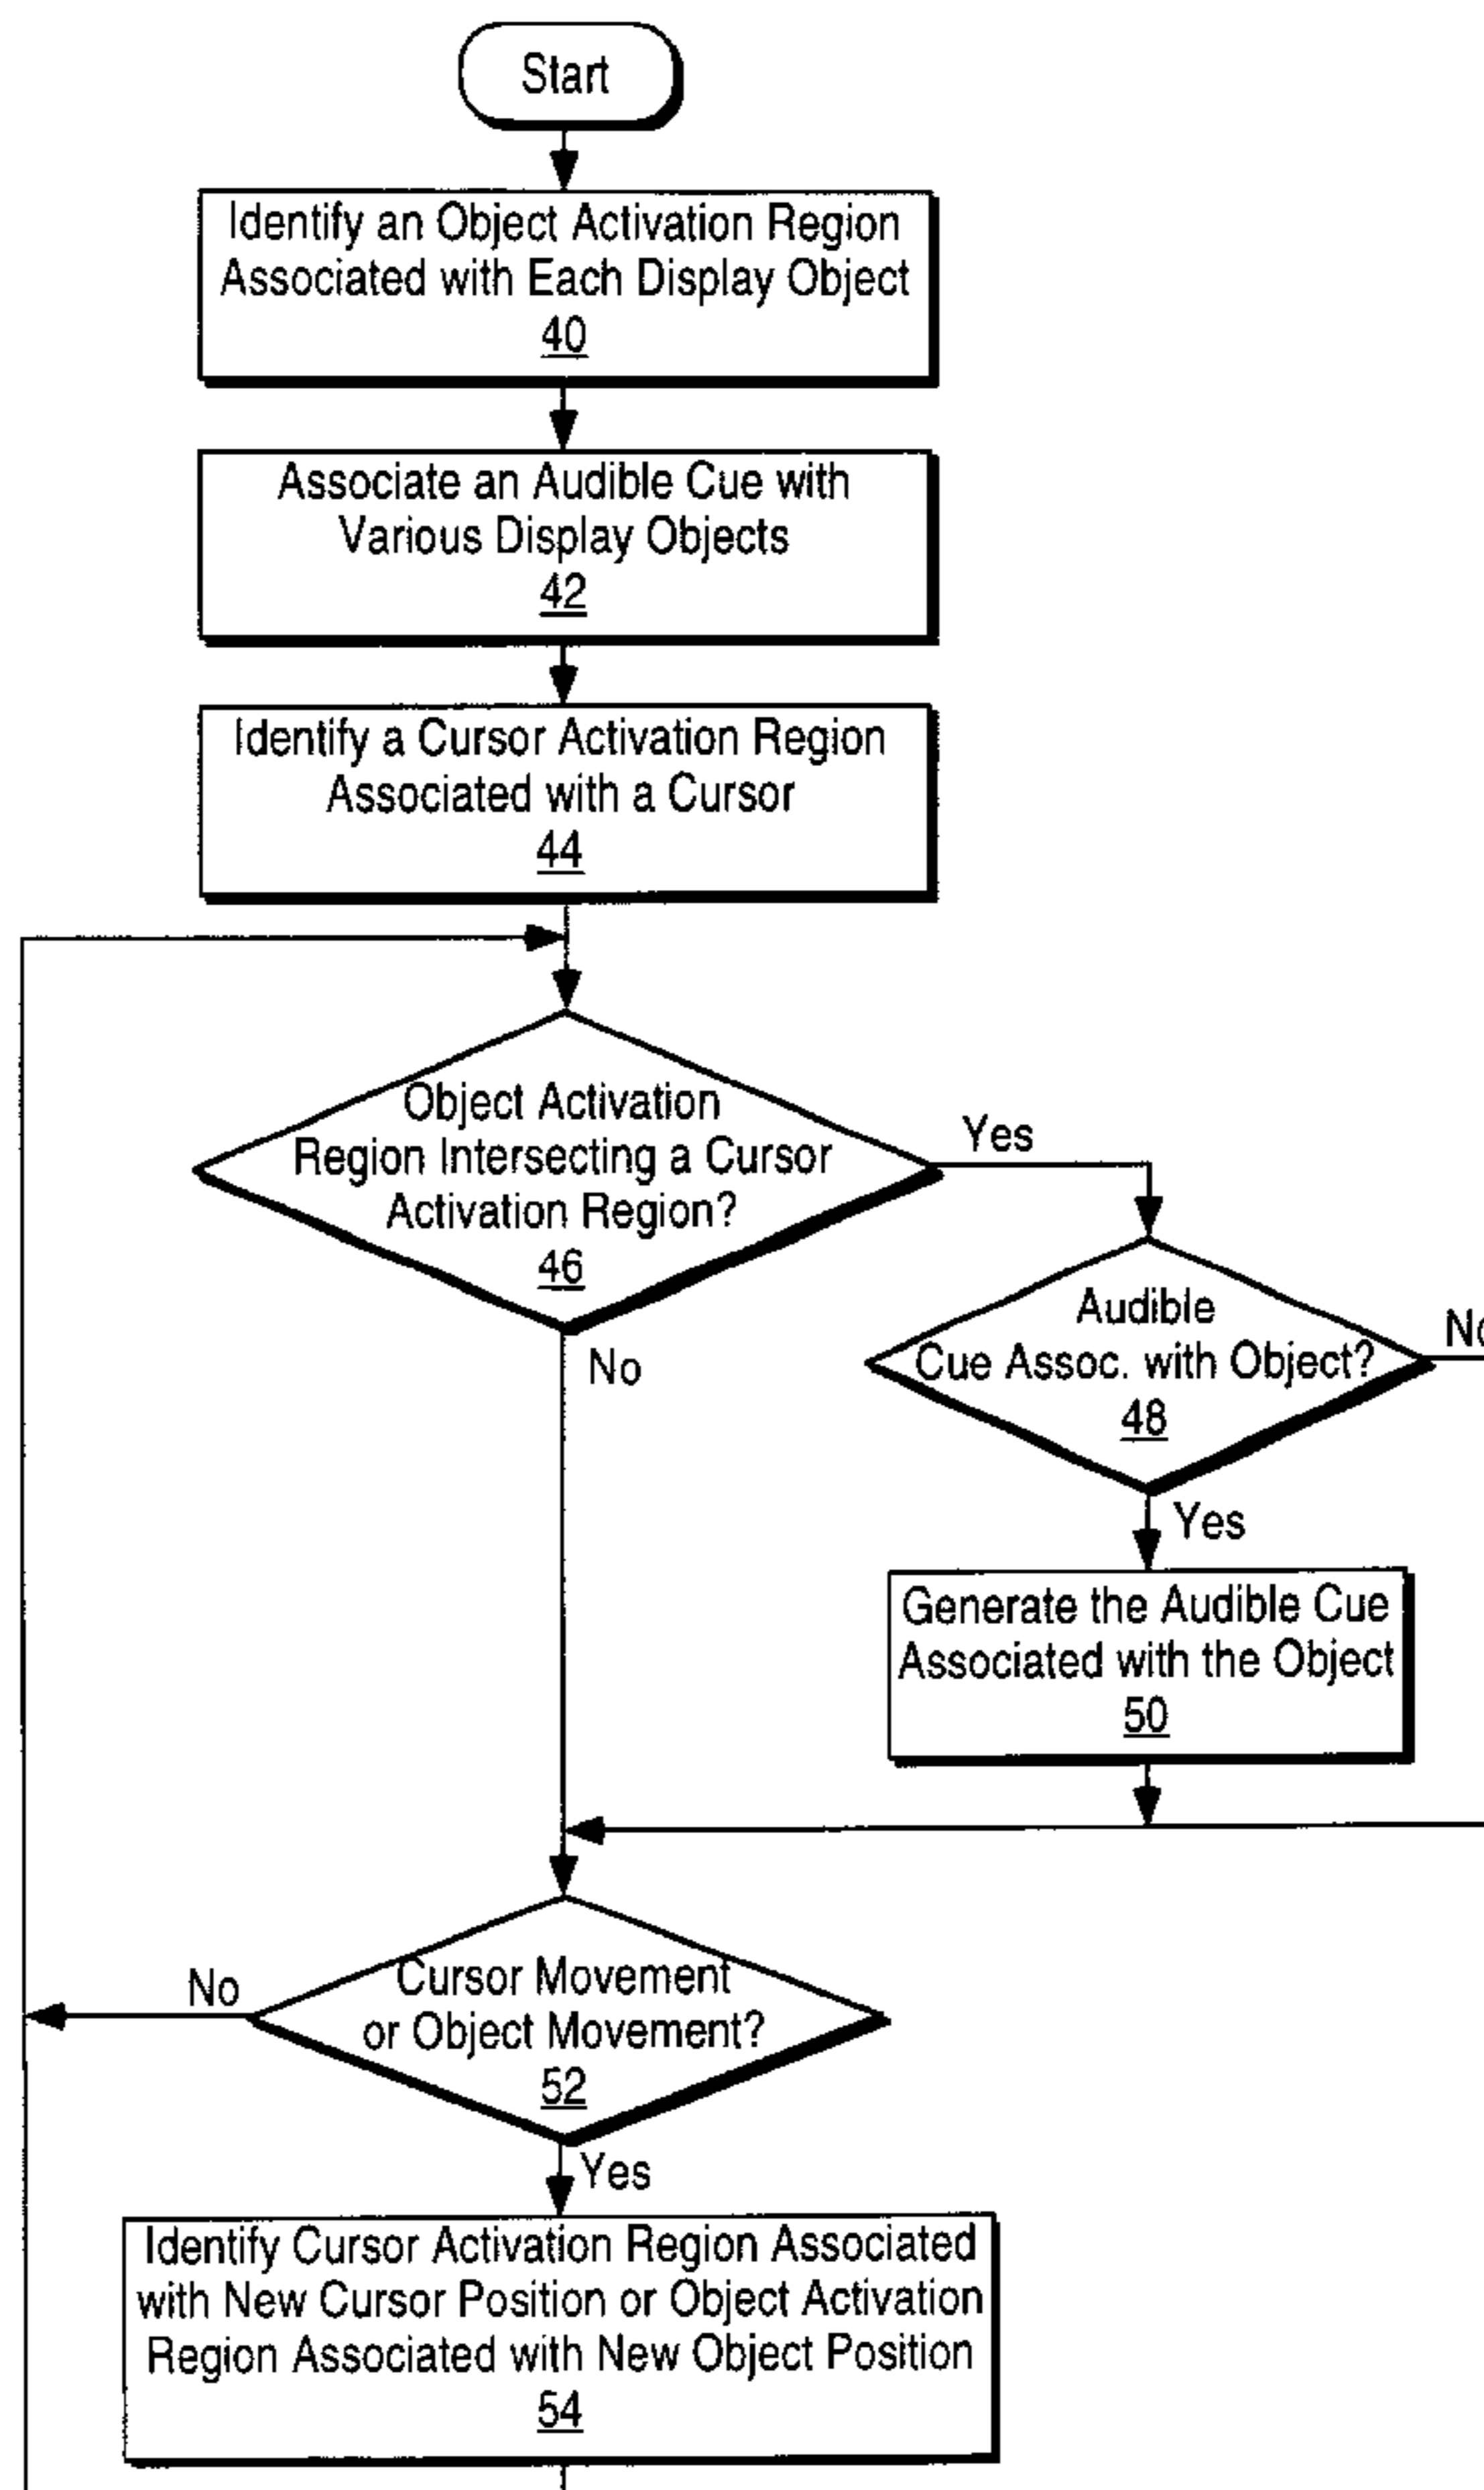 Start
Identify an Object Activation Region
Associated with Each Display Object
40
Associate an Audible Cue with
Various Display Objects
42
Identify a Cursor Activation Region
Associated with a Cursor
44
Object Activation
Region Intersecting a Cursor
Activation Region?
46
Yes
No
Audible
Cue Assoc. with Object?
48
No
Yes
Generate the Audible Cue
Associated with the Object
50
Cursor Movement
or Object Movement?
52
No
Yes
Identify Cursor Activation Region Associated
with New Cursor Position or Object Activation
Region Associated with New Object Position
54